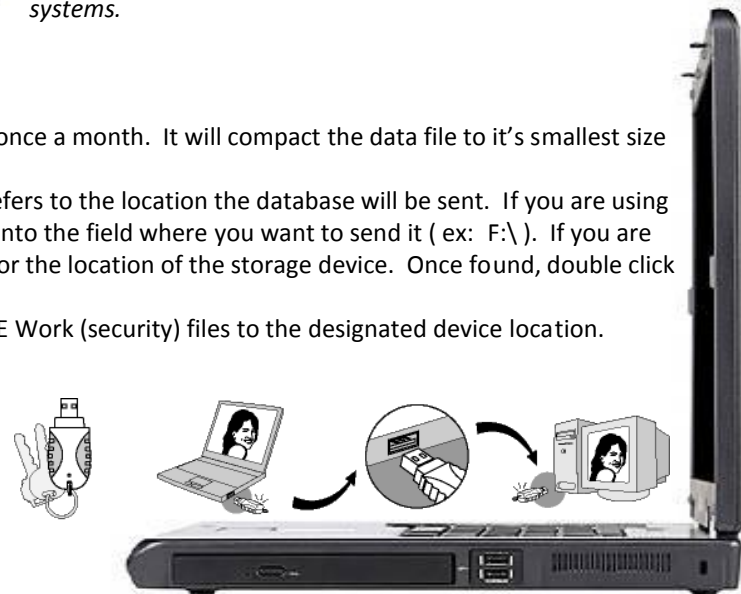 systems.
once a month.  It will compact the data file to it's smallest size
efers to the location the database will be sent.  If you are using
nto the field where you want to send it ( ex:  F:\ ).  If you are
or the location of the storage device.  Once found, double click
E Work (security) files to the designated device location.